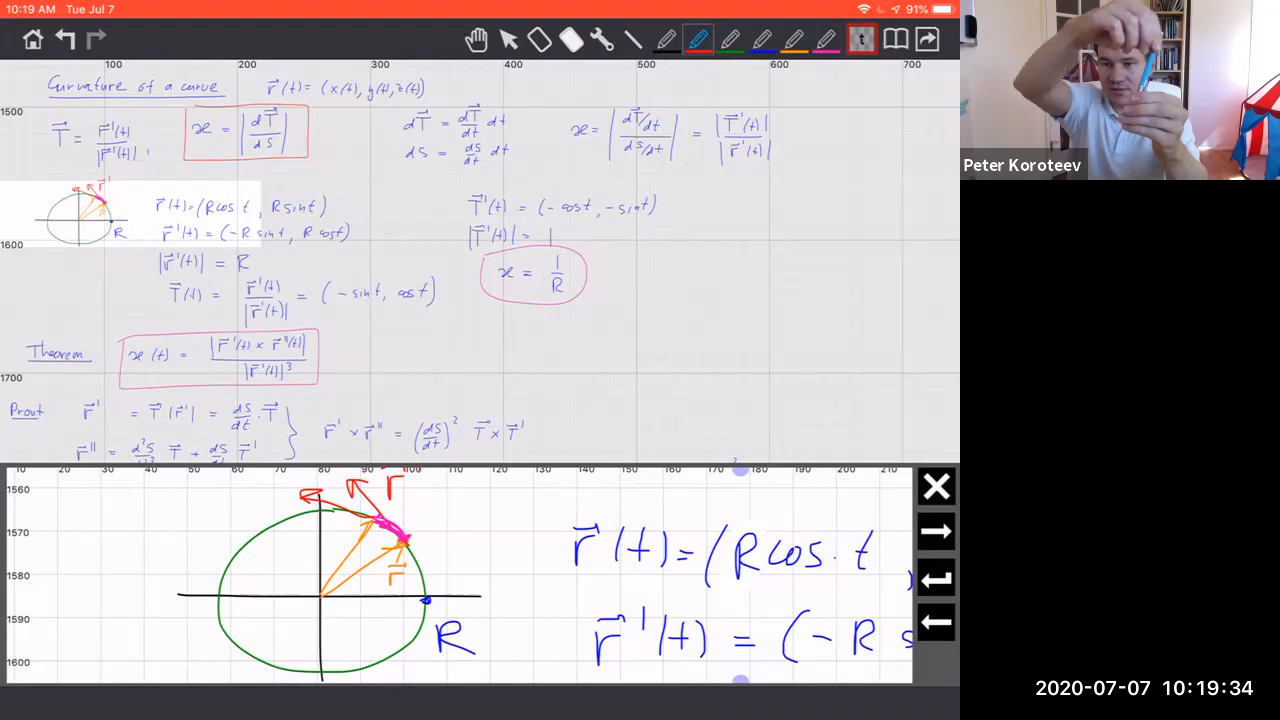 10:19 AM Tue Jul 7
91%
t
100 200 300 400 500 600 700
Curvature of a curve r⃗(t) = (x(t), y(t), z(t))
1500
T⃗ = r⃗'(t) / |r⃗'(t)| , ϰ = |dT⃗ / dS| dT⃗ = dT⃗/dt dt ϰ = |dT⃗/dt / dS/dt| = |T⃗'(t)| / |r⃗'(t)|
dS = dS/dt dt
r⃗' r⃗ R
r⃗(t) = (R cos t, R sin t) T⃗'(t) = (-cos t, -sin t)
1600
r⃗'(t) = (-R sin t, R cos t) |T⃗'(t)| = 1
|r⃗'(t)| = R ϰ = 1/R
T⃗(t) = r⃗'(t) / |r⃗'(t)| = (-sin t, cos t)
Theorem ϰ(t) = |r⃗'(t) × r⃗''(t)| / |r⃗'(t)|^3
1700
Proof r⃗' = T⃗·|r⃗'| = dS/dt · T⃗
r⃗' × r⃗'' = (dS/dt)^2 T⃗ × T⃗'
r⃗'' = d²S/dt² T⃗ + dS/dt T⃗'
10 20 30 40 50 60 70 80 90 100 110 120 130 140 150 160 170 180 190 200 210
1560
r
1570
r⃗(t) = (R cos. t ,
r⃗
1580
1590
R
r⃗'(t) = (- R s
1600
Peter Koroteev
2020-07-07 10:19:34